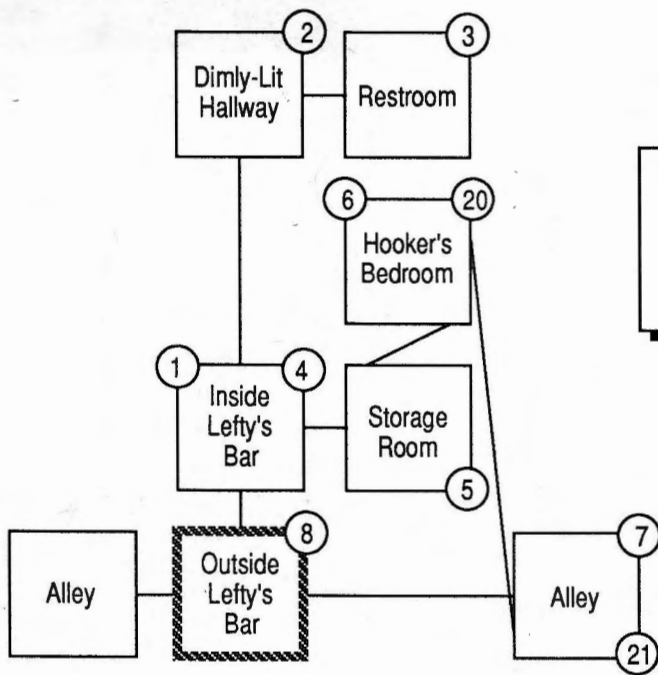 2
3
Dimly-Lit
Hallway
Restroom
6
20
Hooker's
Bedroom
1
4
Inside
Lefty's
Bar
Storage
Room
5
8
7
Alley
Outside
Lefty's
Bar
Alley
21